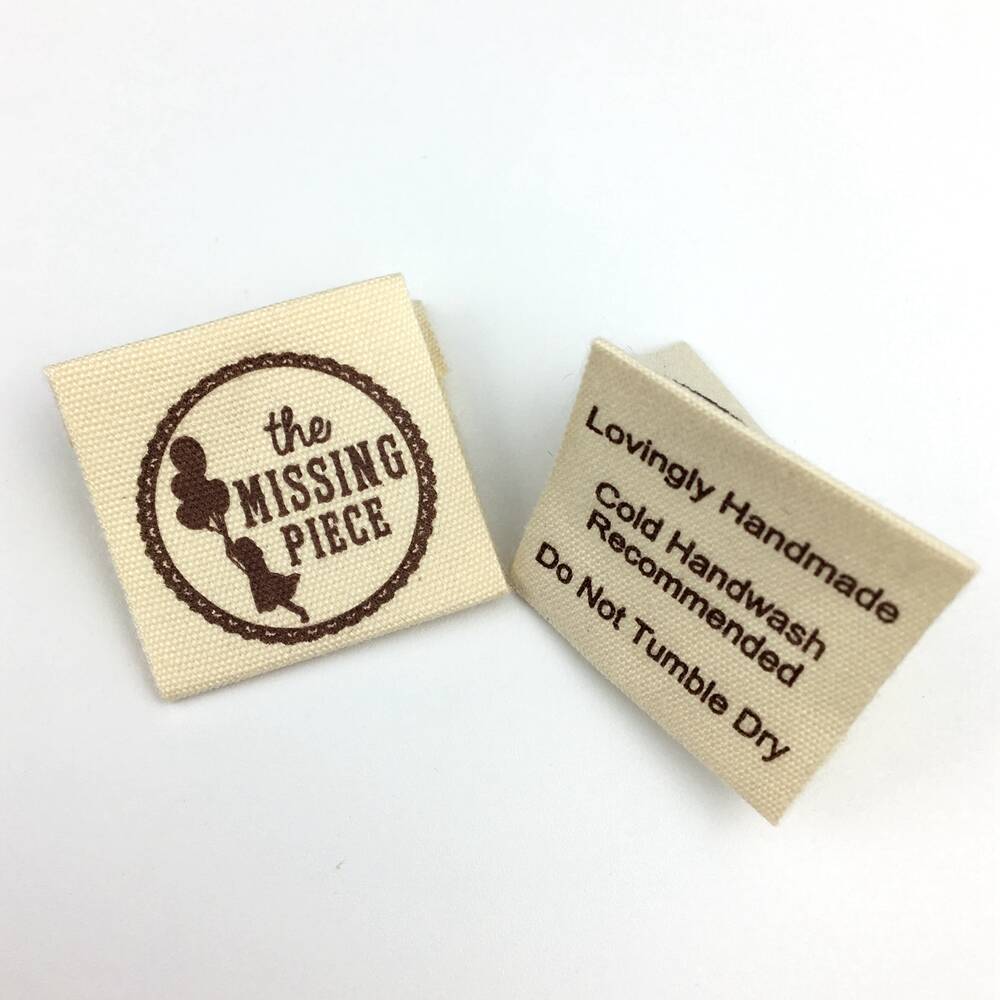 the
MISSING
PIECE
Lovingly Handmade
Cold Handwash
Recommended
Do Not Tumble Dry